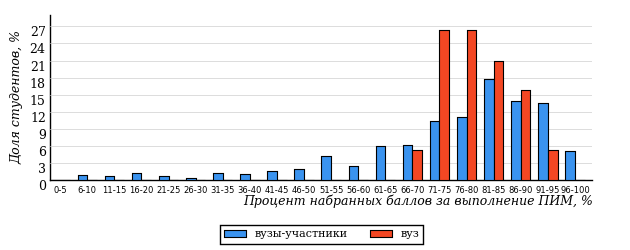 Доля студентов, %
27
24
21
18
15
12
9
6
3
0
0-5 6-10 11-15 16-20 21-25 26-30 31-35 36-40 41-45 46-50 51-55 56-60 61-65 66-70 71-75 76-80 81-85 86-90 91-95 96-100
Процент набранных баллов за выполнение ПИМ, %
вузы-участники вуз